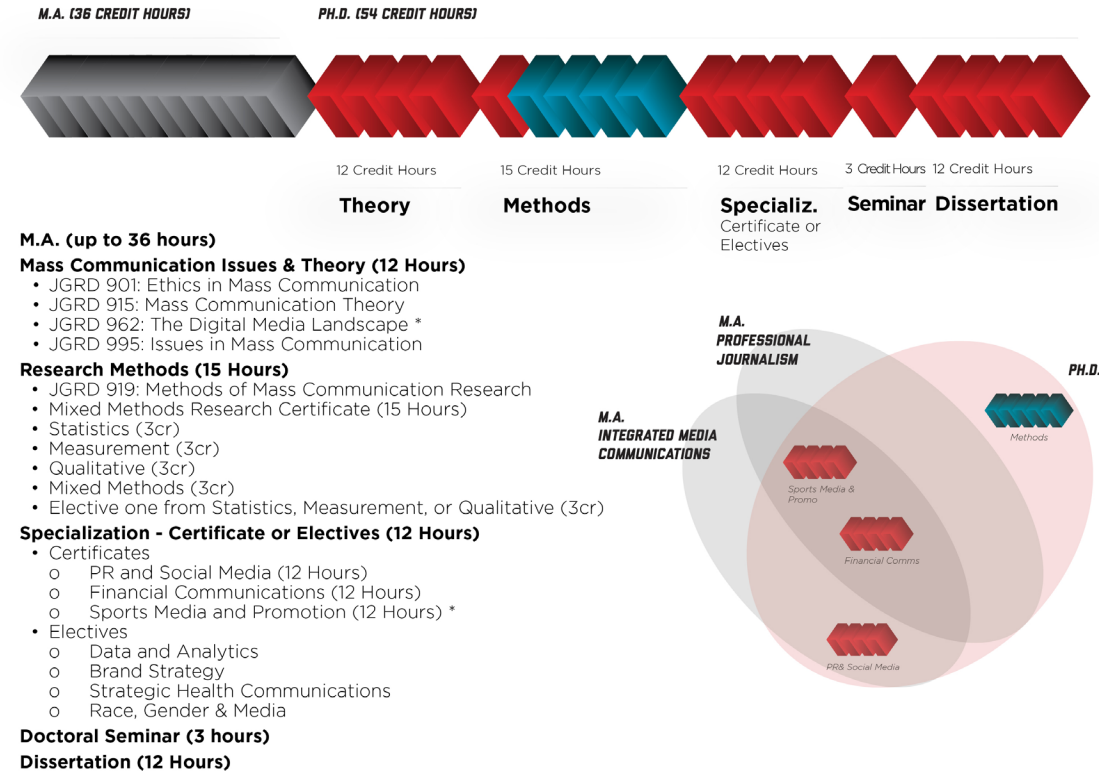 M.A. (36 CREDIT HOURS)
PH.D. (54 CREDIT HOURS)
12 Credit Hours
15 Credit Hours
12 Credit Hours
3 Credit Hours
12 Credit Hours
Theory
Methods
Specializ.
Certificate or
Electives
Seminar
Dissertation
M.A. (up to 36 hours)
Mass Communication Issues & Theory (12 Hours)
• JGRD 901: Ethics in Mass Communication
• JGRD 915: Mass Communication Theory
• JGRD 962: The Digital Media Landscape *
• JGRD 995: Issues in Mass Communication
Research Methods (15 Hours)
• JGRD 919: Methods of Mass Communication Research
• Mixed Methods Research Certificate (15 Hours)
• Statistics (3cr)
• Measurement (3cr)
• Qualitative (3cr)
• Mixed Methods (3cr)
• Elective one from Statistics, Measurement, or Qualitative (3cr)
Specialization - Certificate or Electives (12 Hours)
• Certificates
o PR and Social Media (12 Hours)
o Financial Communications (12 Hours)
o Sports Media and Promotion (12 Hours) *
• Electives
o Data and Analytics
o Brand Strategy
o Strategic Health Communications
o Race, Gender & Media
Doctoral Seminar (3 hours)
Dissertation (12 Hours)
M.A.
PROFESSIONAL
JOURNALISM
PH.D.
M.A.
INTEGRATED MEDIA
COMMUNICATIONS
Methods
Sports Media &
Promo
Financial Comms
PR& Social Media